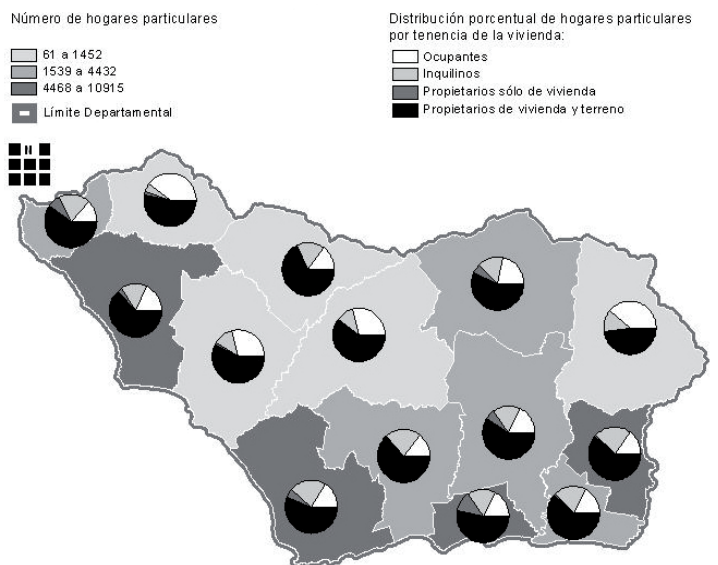 Número de hogares particulares
61 a 1452
1539 a 4432
4468 a 10915
Límite Departamental
Distribución porcentual de hogares particulares
por tenencia de la vivienda:
Ocupantes
Inquilinos
Propietarios sólo de vivienda
Propietarios de vivienda y terreno
N